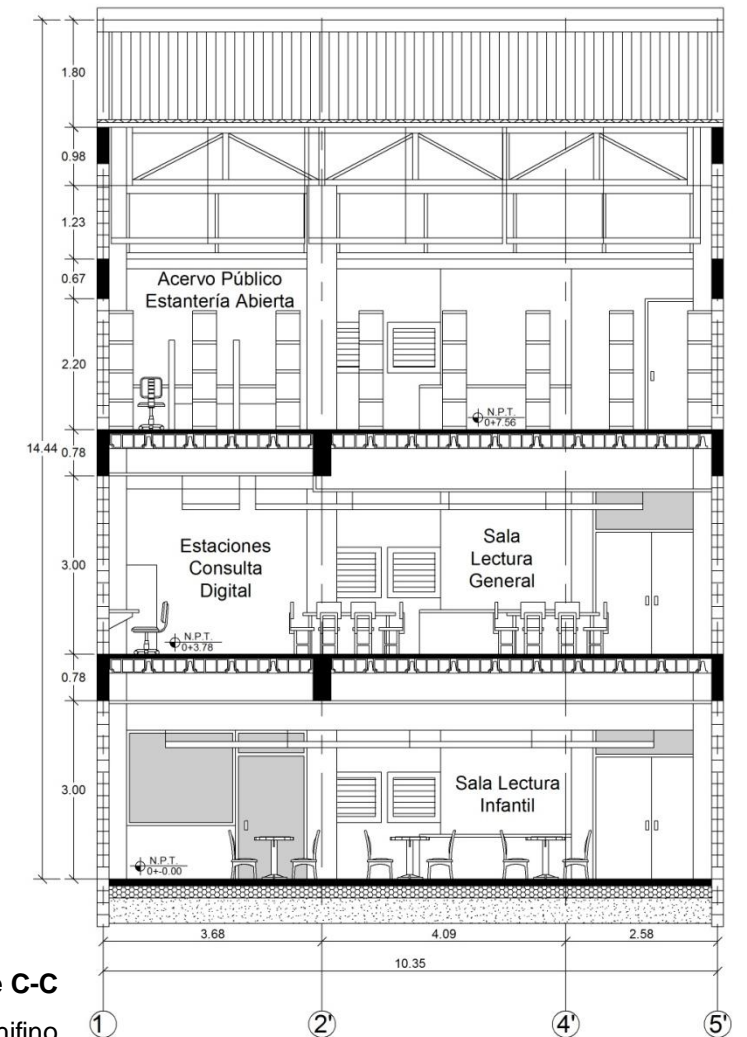 1.80
0.98
1.23
0.67
2.20
14.44
0.78
3.00
0.78
3.00
Acervo Público
Estantería Abierta
N.P.T.
0+7.56
Estaciones
Consulta
Digital
Sala
Lectura
General
N.P.T.
0+3.78
Sala Lectura
Infantil
N.P.T.
0+-0.00
3.68
4.09
2.58
10.35
C-C
1
2'
4'
5'